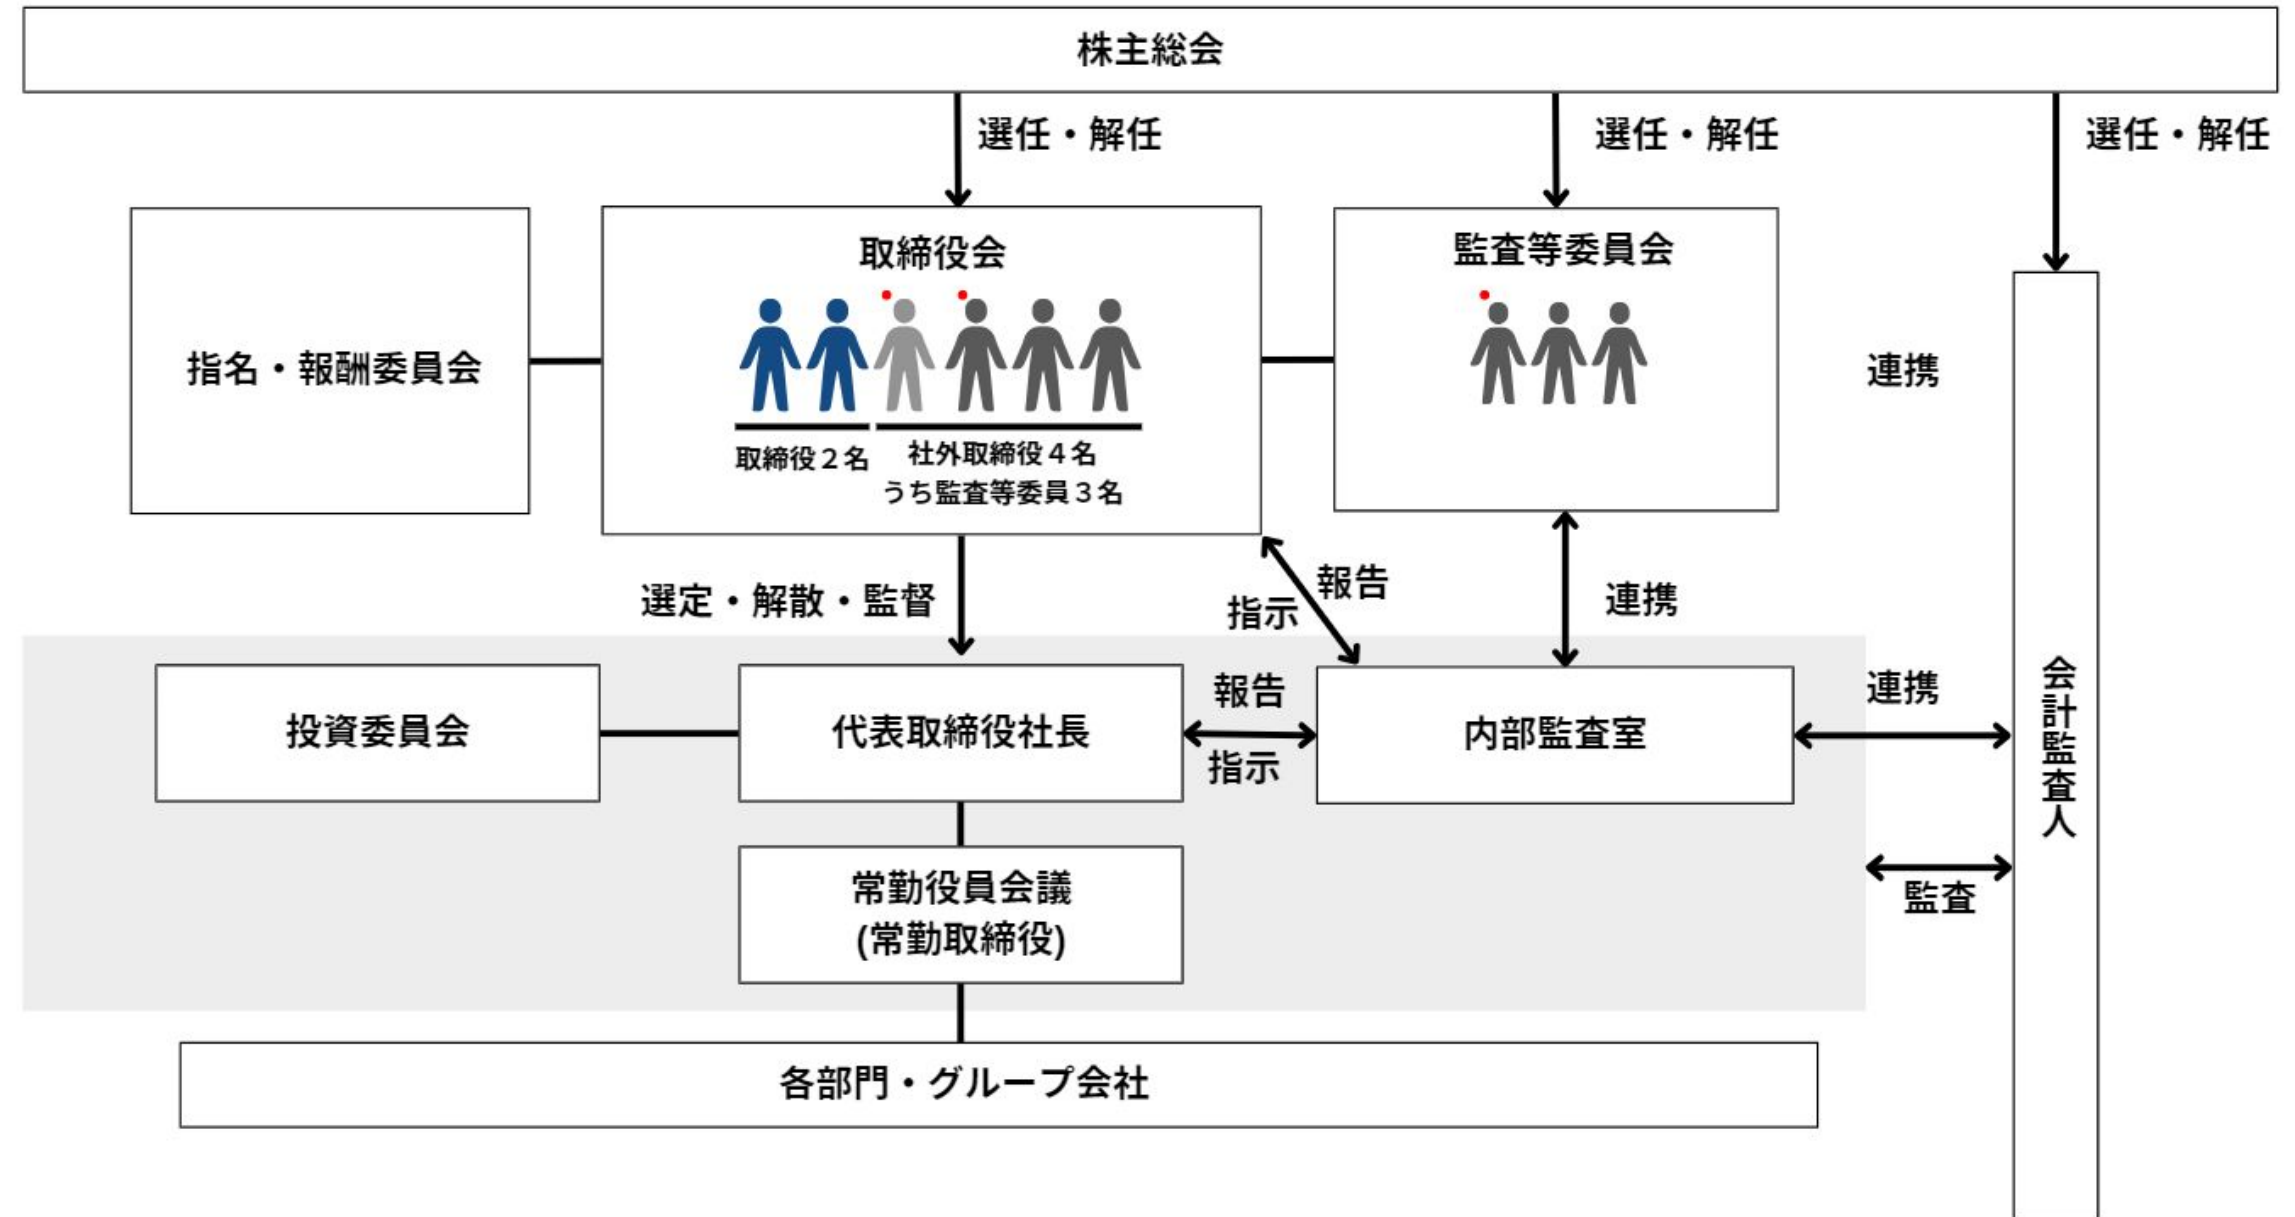 株主総会
選任・解任
選任・解任
選任・解任
指名・報酬委員会
取締役会
取締役２名
社外取締役４名
うち監査等委員３名
監査等委員会
連携
選定・解散・監督
報告
指示
連携
投資委員会
代表取締役社長
報告
指示
内部監査室
連携
会計監査人
監査
常勤役員会議
(常勤取締役)
各部門・グループ会社